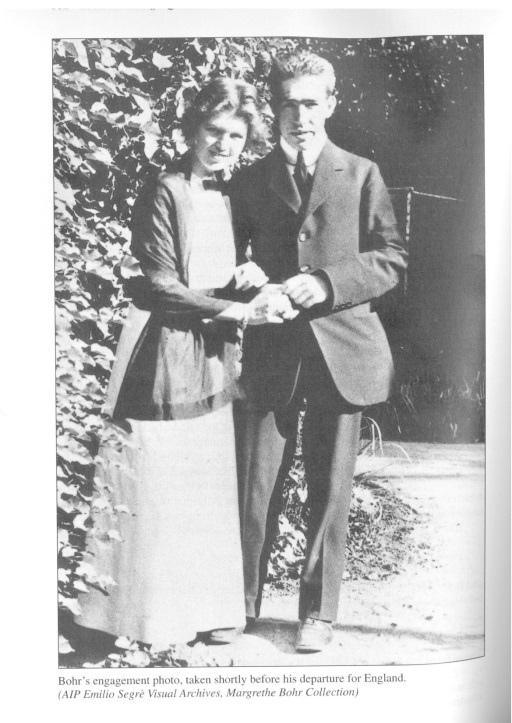 Bohr's engagement photo, taken shortly before his departure for England.
(AIP Emilio Segrè Visual Archives, Margrethe Bohr Collection)